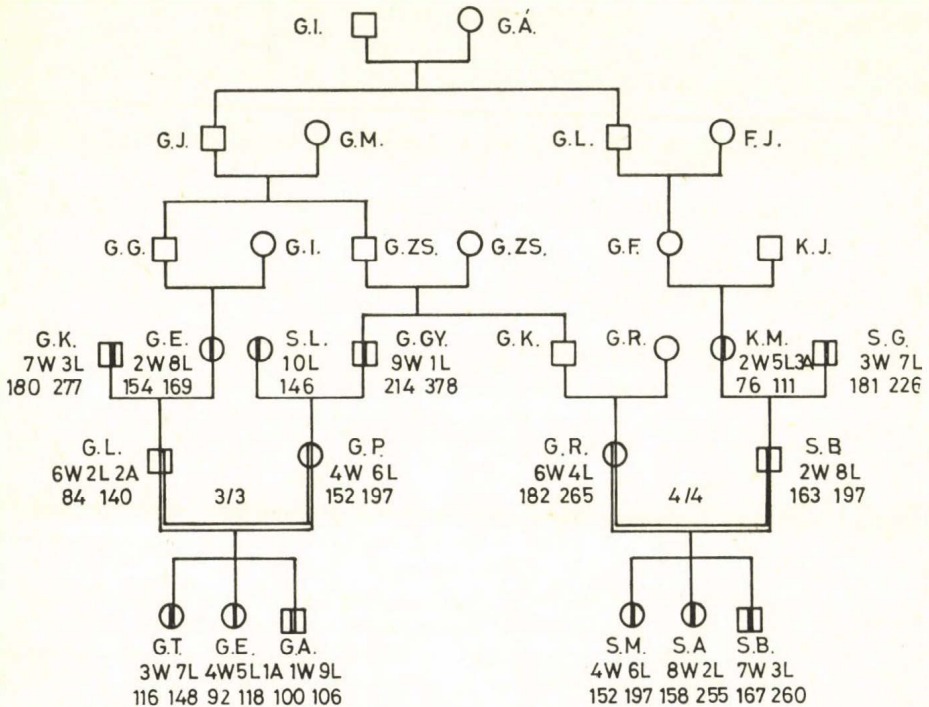 G.I. G.Á.
G.J. G.M. G.L. F.J.
G.G. G.I. G.ZS. G.ZS. G.F. K.J.
G.K. G.E. S.L. G.GY. G.K. G.R. K.M. S.G.
7W 3L 2W 8L 10L 9W 1L 2W5L3A 3W 7L
180 277 154 169 146 214 378 76 111 181 226
G.L. G.P. G.R. S.B.
6W 2L 2A 4W 6L 6W 4L 2W 8L
84 140 3/3 152 197 182 265 4/4 163 197
G.T. G.E. G.A. S.M. S.A S.B.
3W 7L 4W5L1A 1W 9L 4W 6L 8W 2L 7W 3L
116 148 92 118 100 106 152 197 158 255 167 260